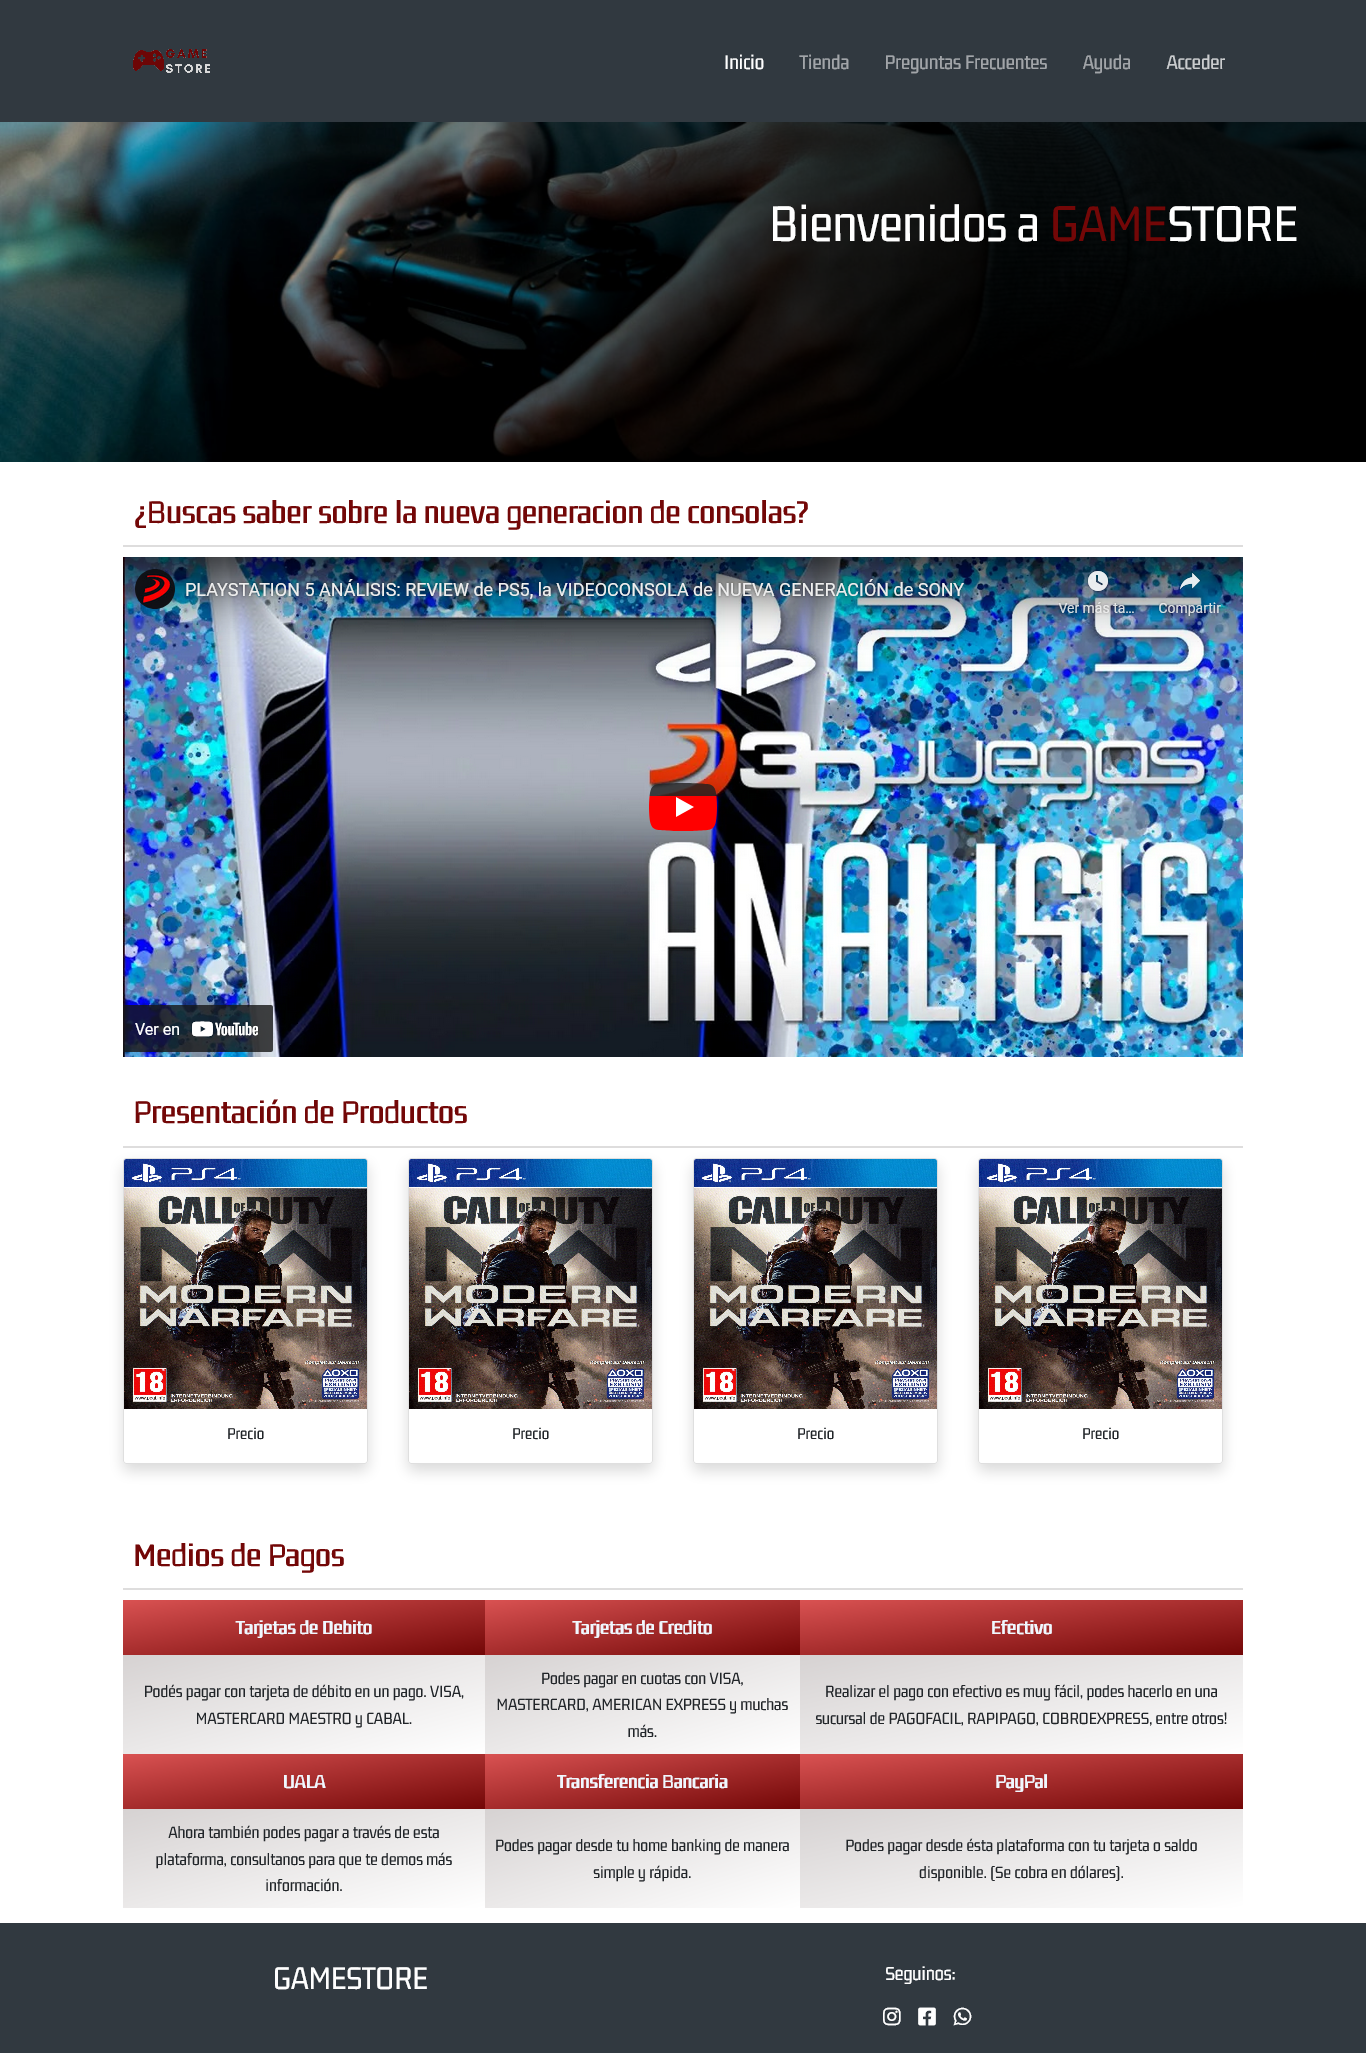 GAME
STORE
Inicio
Tienda
Preguntas Frecuentes
Ayuda
Acceder
Bienvenidos a GAMESTORE
¿Buscas saber sobre la nueva generacion de consolas?
PLAYSTATION 5 ANÁLISIS: REVIEW de PS5, la VIDEOCONSOLA de NUEVA GENERACIÓN de SONY
Ver más ta...
Compartir
PS5
3DJuegos
ANÁLISIS
Ver en YouTube
Presentación de Productos
PS4
CALL OF DUTY
MODERN
WARFARE
18
INTERNETVERBINDUNG
ERFORDERLICH
Precio
PS4
CALL OF DUTY
MODERN
WARFARE
18
INTERNETVERBINDUNG
ERFORDERLICH
Precio
PS4
CALL OF DUTY
MODERN
WARFARE
18
INTERNETVERBINDUNG
ERFORDERLICH
Precio
PS4
CALL OF DUTY
MODERN
WARFARE
18
INTERNETVERBINDUNG
ERFORDERLICH
Precio
Medios de Pagos
Tarjetas de Debito
Tarjetas de Credito
Efectivo
Podés pagar con tarjeta de débito en un pago. VISA,
MASTERCARD MAESTRO y CABAL.
Podes pagar en cuotas con VISA,
MASTERCARD, AMERICAN EXPRESS y muchas
más.
Realizar el pago con efectivo es muy fácil, podes hacerlo en una
sucursal de PAGOFACIL, RAPIPAGO, COBROEXPRESS, entre otros!
UALA
Transferencia Bancaria
PayPal
Ahora también podes pagar a través de esta
plataforma, consultanos para que te demos más
información.
Podes pagar desde tu home banking de manera
simple y rápida.
Podes pagar desde ésta plataforma con tu tarjeta o saldo
disponible. (Se cobra en dólares).
GAMESTORE
Seguinos: